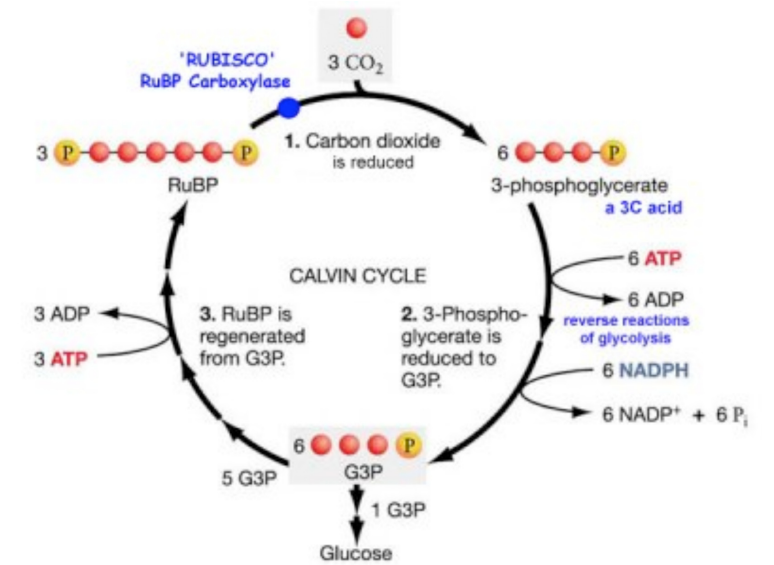 3 CO₂
'RUBISCO'
RuBP Carboxylase
1. Carbon dioxide
is reduced
3 P P
RuBP
6 P
3-phosphoglycerate
a 3C acid
CALVIN CYCLE
6 ATP
6 ADP
reverse reactions
of glycolysis
6 NADPH
6 NADP⁺ + 6 Pᵢ
2. 3-Phospho-
glycerate is
reduced to
G3P.
3. RuBP is
regenerated
from G3P.
3 ADP
3 ATP
6 P
G3P
5 G3P
1 G3P
Glucose